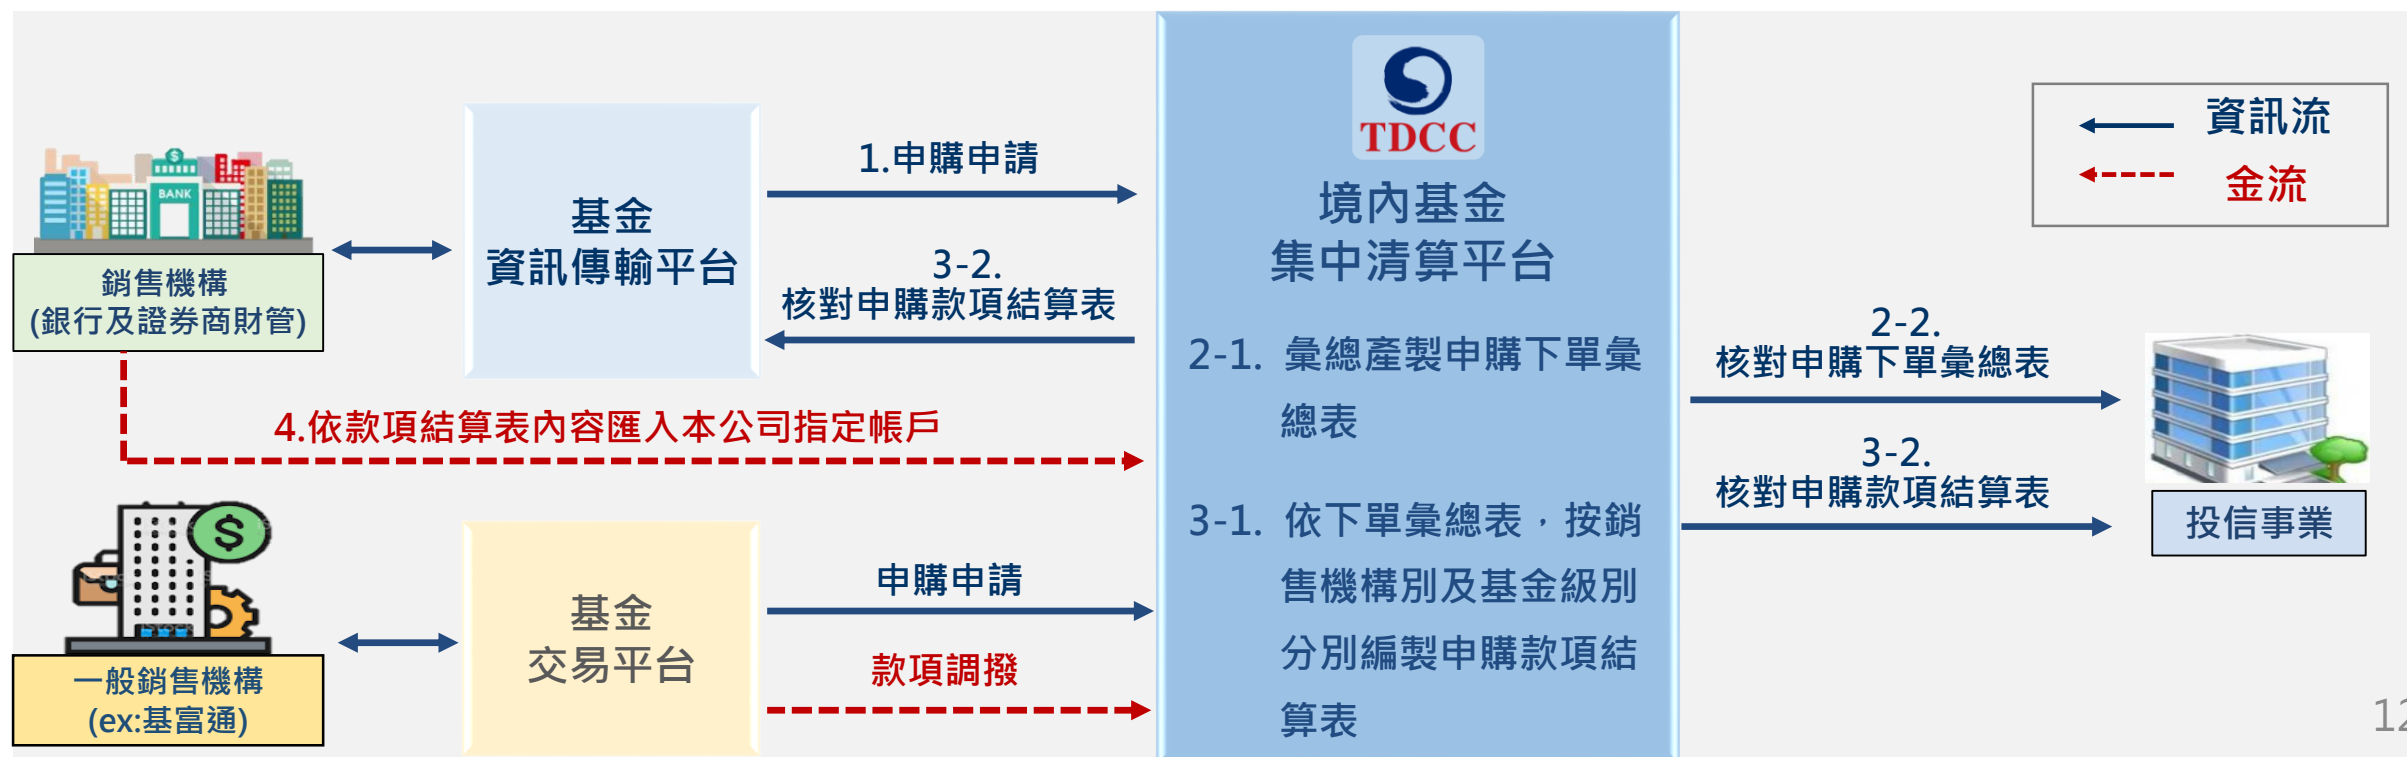 TDCC
境內基金
集中清算平台
2-1. 彙總產製申購下單彙
總表
3-1. 依下單彙總表，按銷
售機構別及基金級別
分別編製申購款項結
算表
資訊流
金流
BANK
銷售機構
(銀行及證券商財管)
基金
資訊傳輸平台
1.申購申請
3-2.
核對申購款項結算表
4.依款項結算表內容匯入本公司指定帳戶
一般銷售機構
(ex:基富通)
基金
交易平台
申購申請
款項調撥
2-2.
核對申購下單彙總表
3-2.
核對申購款項結算表
投信事業
12